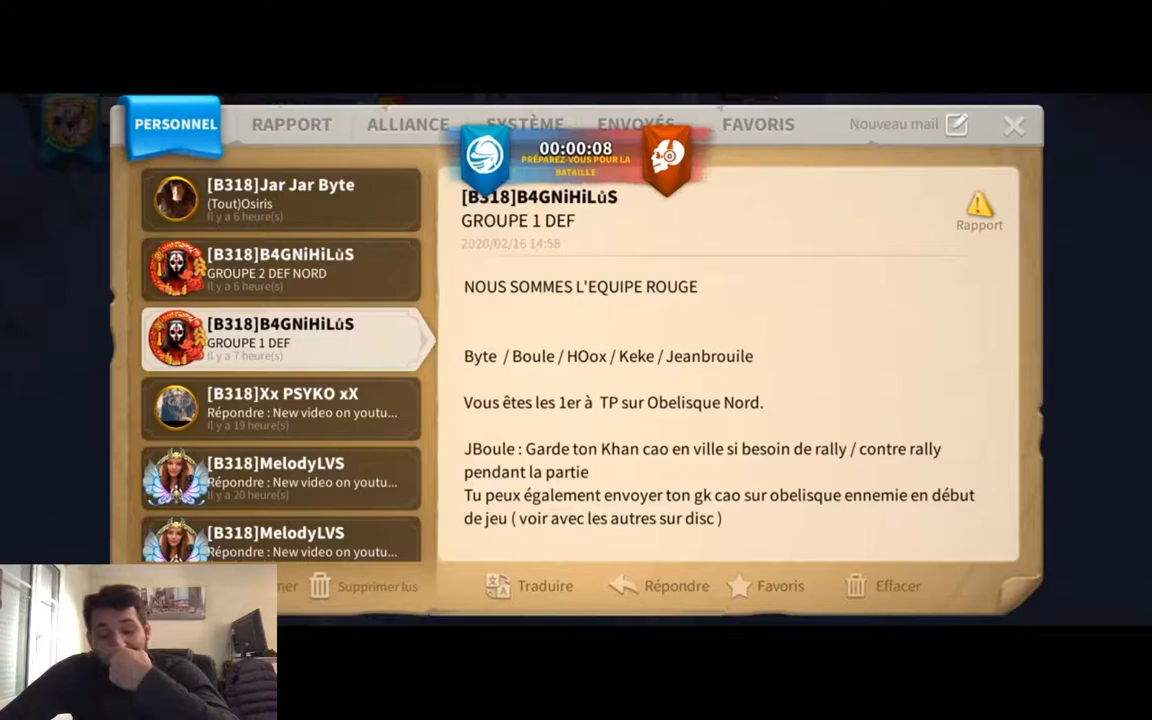 PERSONNEL
RAPPORT
ALLIANCE
SYSTÈME
ENVOYÉS
FAVORIS
Nouveau mail
00:00:08
PRÉPAREZ-VOUS POUR LA
BATAILLE
[B318]Jar Jar Byte
(Tout)Osiris
Il y a 6 heure(s)
[B318]B4GNiHiLůS
GROUPE 2 DEF NORD
Il y a 6 heure(s)
[B318]B4GNiHiLůS
GROUPE 1 DEF
Il y a 7 heure(s)
[B318]Xx PSYKO xX
Répondre : New video on youtu...
Il y a 19 heure(s)
[B318]MelodyLVS
Répondre : New video on youtu...
Il y a 20 heure(s)
[B318]MelodyLVS
Répondre : New video on youtu...
Supprimer lus
[B318]B4GNiHiLůS
GROUPE 1 DEF
2020/02/16 14:58
Rapport
NOUS SOMMES L'EQUIPE ROUGE
Byte / Boule / HOox / Keke / Jeanbrouile
Vous êtes les 1er à TP sur Obelisque Nord.
JBoule : Garde ton Khan cao en ville si besoin de rally / contre rally
pendant la partie
Tu peux également envoyer ton gk cao sur obelisque ennemie en début
de jeu ( voir avec les autres sur disc )
Traduire
Répondre
Favoris
Effacer